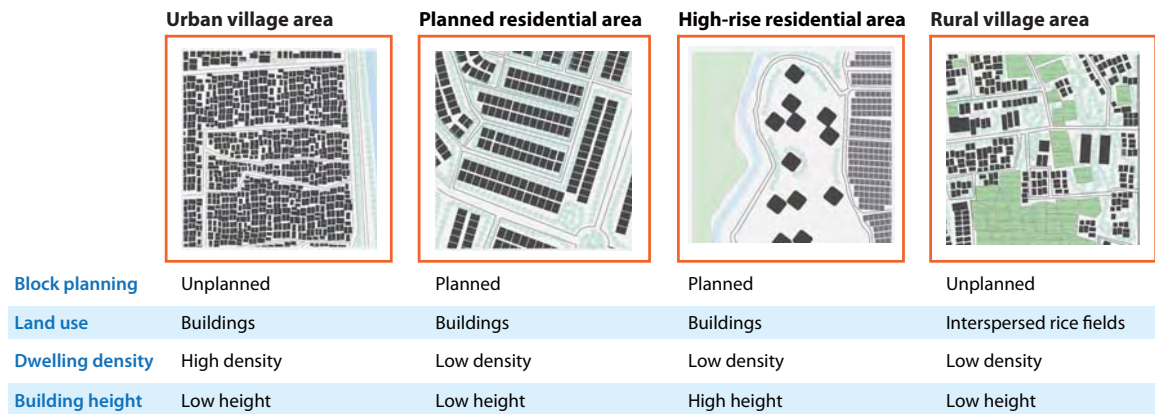 Urban village area Planned residential area High-rise residential area Rural village area
Block planning Unplanned Planned Planned Unplanned
Land use Buildings Buildings Buildings Interspersed rice fields
Dwelling density High density Low density Low density Low density
Building height Low height Low height High height Low height